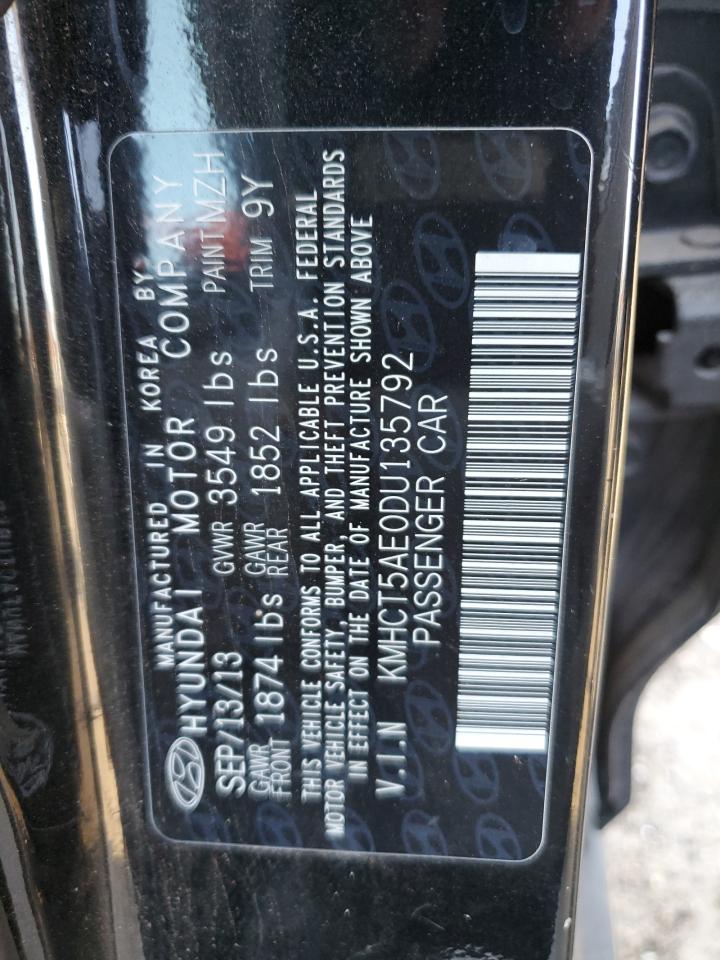 MANUFACTURED IN KOREA BY
HYUNDAI MOTOR COMPANY
SEP/13/13 GVWR 3549 lbs PAINT MZH
GAWR FRONT 1874 lbs GAWR REAR 1852 lbs TRIM 9Y
THIS VEHICLE CONFORMS TO ALL APPLICABLE U.S.A. FEDERAL
MOTOR VEHICLE SAFETY, BUMPER, AND THEFT PREVENTION STANDARDS
IN EFFECT ON THE DATE OF MANUFACTURE SHOWN ABOVE
V.I.N KMHCT5AE0DU135792
PASSENGER CAR